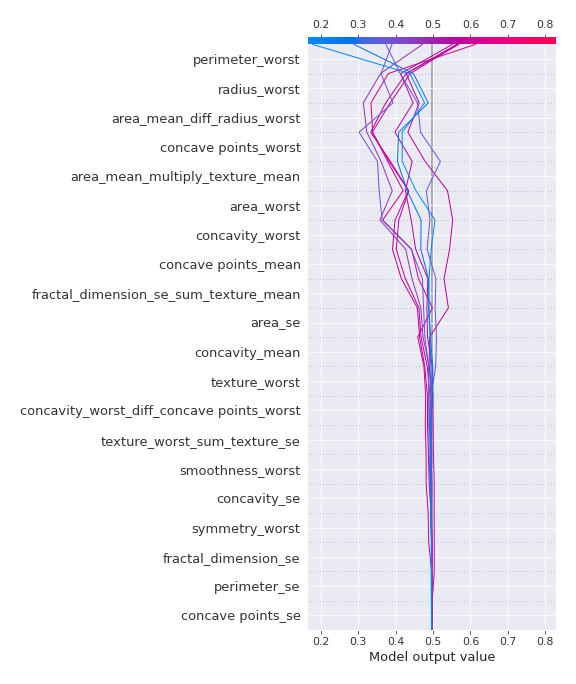 0.2 0.3 0.4 0.5 0.6 0.7 0.8
perimeter_worst
radius_worst
area_mean_diff_radius_worst
concave points_worst
area_mean_multiply_texture_mean
area_worst
concavity_worst
concave points_mean
fractal_dimension_se_sum_texture_mean
area_se
concavity_mean
texture_worst
concavity_worst_diff_concave points_worst
texture_worst_sum_texture_se
smoothness_worst
concavity_se
symmetry_worst
fractal_dimension_se
perimeter_se
concave points_se
0.2 0.3 0.4 0.5 0.6 0.7 0.8
Model output value